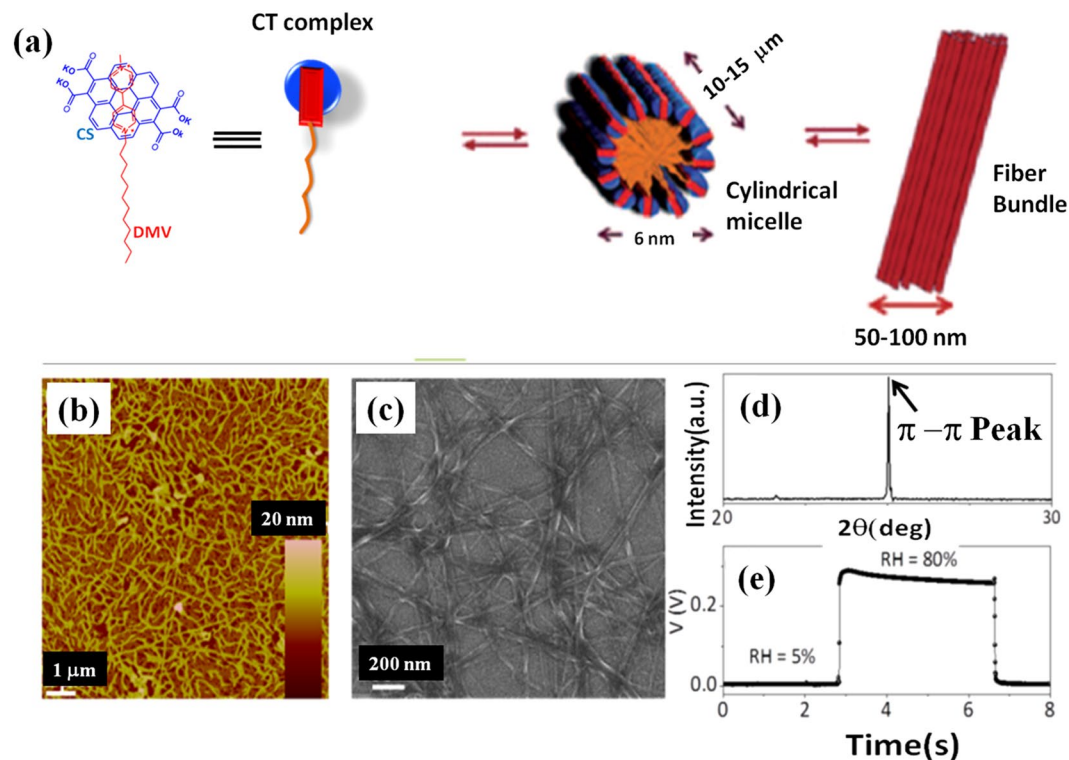 (a)
CT complex
KO
O
KO
O
O
OK
O
Ok
CS
N+
DMV
10-15 μm
6 nm
Cylindrical
micelle
Fiber
Bundle
50-100 nm
(b)
20 nm
1 μm
(c)
200 nm
(d)
π –π Peak
Intensity(a.u.)
20
30
2Θ(deg)
(e)
RH = 80%
RH = 5%
V (V)
0.2
0.0
0
2
4
6
8
Time(s)